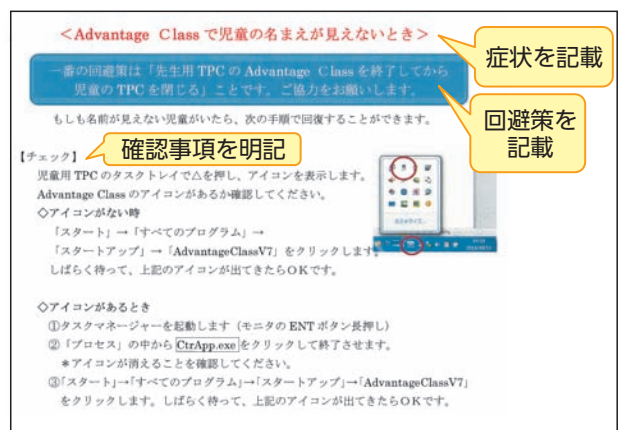 <Advantage Class で児童の名まえが見えないとき>
症状を記載
一番の回避策は「先生用 TPC の Advantage Class を終了してから
児童の TPC を閉じる」ことです。ご協力をお願いします。
回避策を
記載
もしも名前が見えない児童がいたら、次の手順で回復することができます。
【チェック】
確認事項を明記
児童用 TPC のタスクトレイで△を押し、アイコンを表示します。
Advantage Class のアイコンがあるか確認してください。
◇アイコンがない時
「スタート」→「すべてのプログラム」→
「スタートアップ」→「AdvantageClassV7」をクリックします。
しばらく待って、上記のアイコンが出てきたらOKです。
カスタマイズ...
◇アイコンがあるとき
①タスクマネージャーを起動します（モニタの ENT ボタン長押し）
②「プロセス」の中から CtrApp.exe をクリックして終了させます。
＊アイコンが消えることを確認してください。
③「スタート」→「すべてのプログラム」→「スタートアップ」→「AdvantageClassV7」
をクリックします。しばらく待って、上記のアイコンが出てきたらOKです。